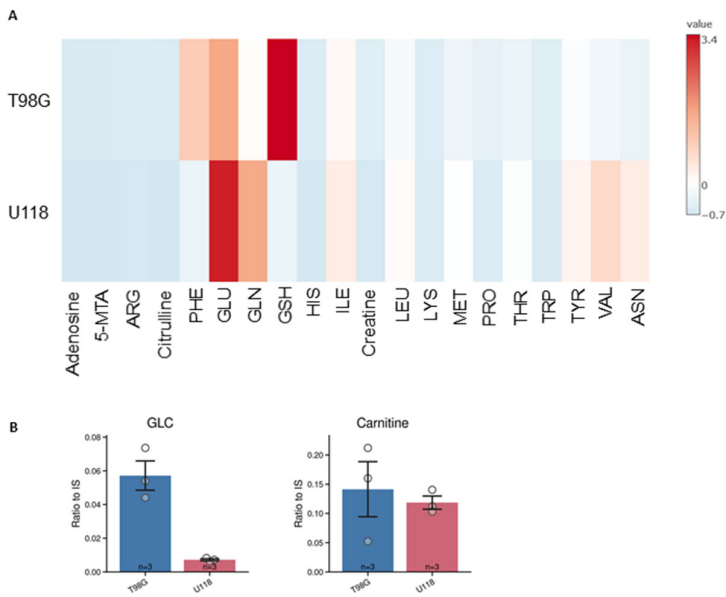 A
value
3.4
0
−0.7
T98G
U118
Adenosine
5-MTA
ARG
Citrulline
PHE
GLU
GLN
GSH
HIS
ILE
Creatine
LEU
LYS
MET
PRO
THR
TRP
TYR
VAL
ASN
B
GLC
Ratio to IS
0.08
0.06
0.04
0.02
0.00
n=3
n=3
T98G
U118
Carnitine
Ratio to IS
0.20
0.15
0.10
0.05
0.00
n=3
n=3
T98G
U118